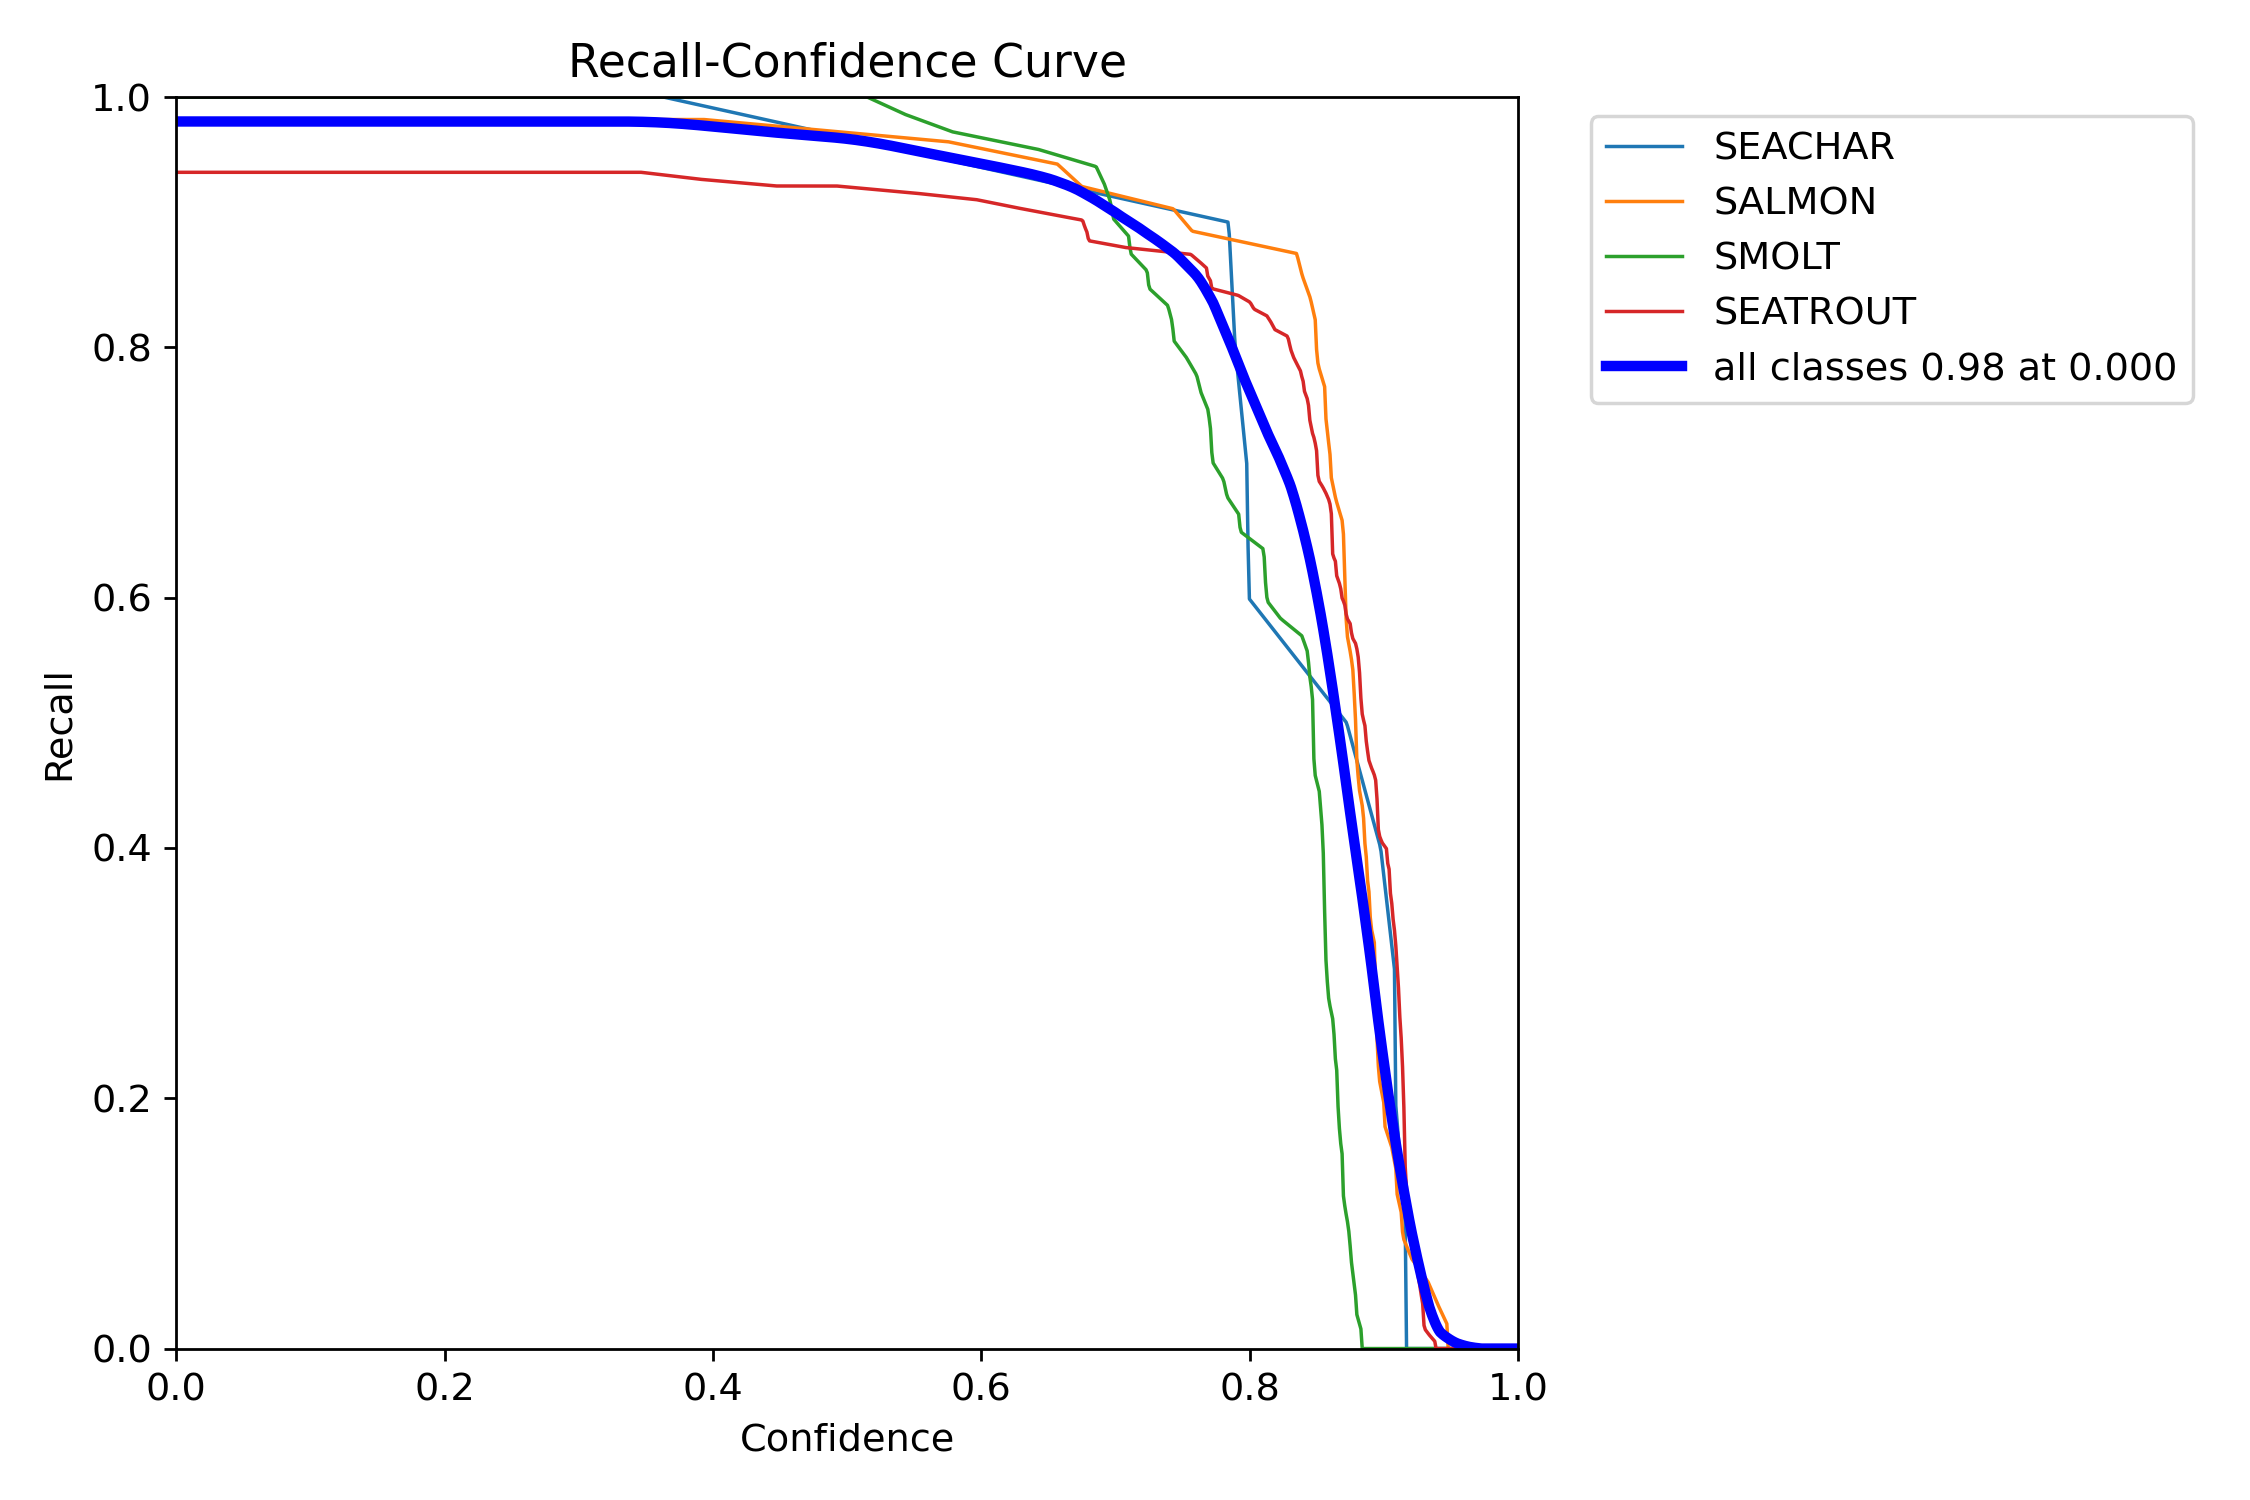 Recall-Confidence Curve
1.0
0.8
0.6
0.4
0.2
0.0
Recall
0.0 0.2 0.4 0.6 0.8 1.0
Confidence
SEACHAR
SALMON
SMOLT
SEATROUT
all classes 0.98 at 0.000